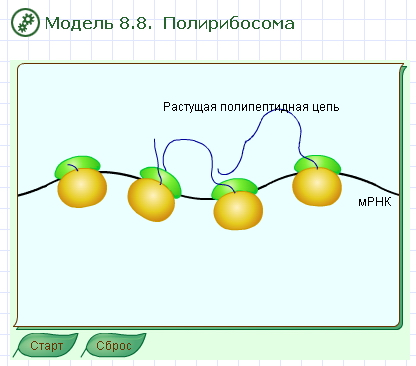 Модель 8.8. Полирибосома
Растущая полипептидная цепь
мРНК
Старт
Сброс